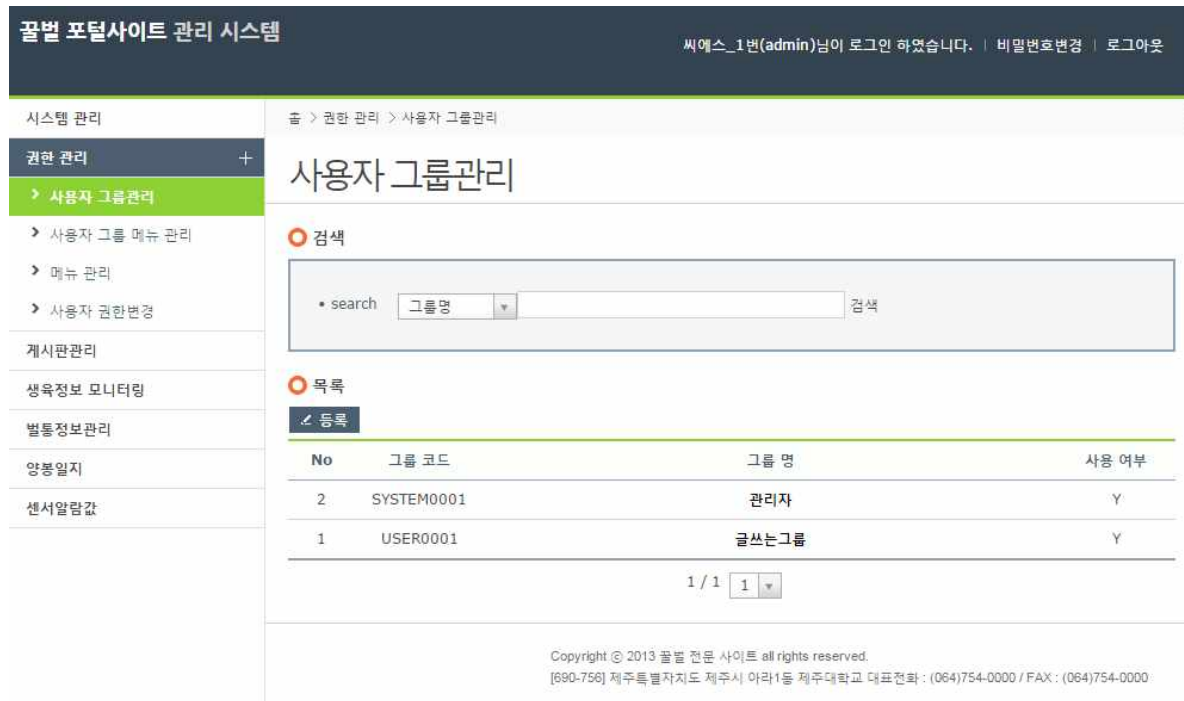 꿀벌 포털사이트 관리 시스템
씨에스_1번(admin)님이 로그인 하였습니다. | 비밀번호변경 | 로그아웃
시스템 관리
권한 관리 +
사용자 그룹관리
사용자 그룹 메뉴 관리
메뉴 관리
사용자 권한변경
게시판관리
생육정보 모니터링
벌통정보관리
양봉일지
센서알람값
홈 > 권한 관리 > 사용자 그룹관리
사용자 그룹관리
검색
• search 그룹명 검색
목록
등록
No 그룹 코드 그룹 명 사용 여부
2 SYSTEM0001 관리자 Y
1 USER0001 글쓰는그룹 Y
1 / 1 1
Copyright ⓒ 2013 꿀벌 전문 사이트 all rights reserved.
[690-756] 제주특별자치도 제주시 아라1동 제주대학교 대표전화 : (064)754-0000 / FAX : (064)754-0000